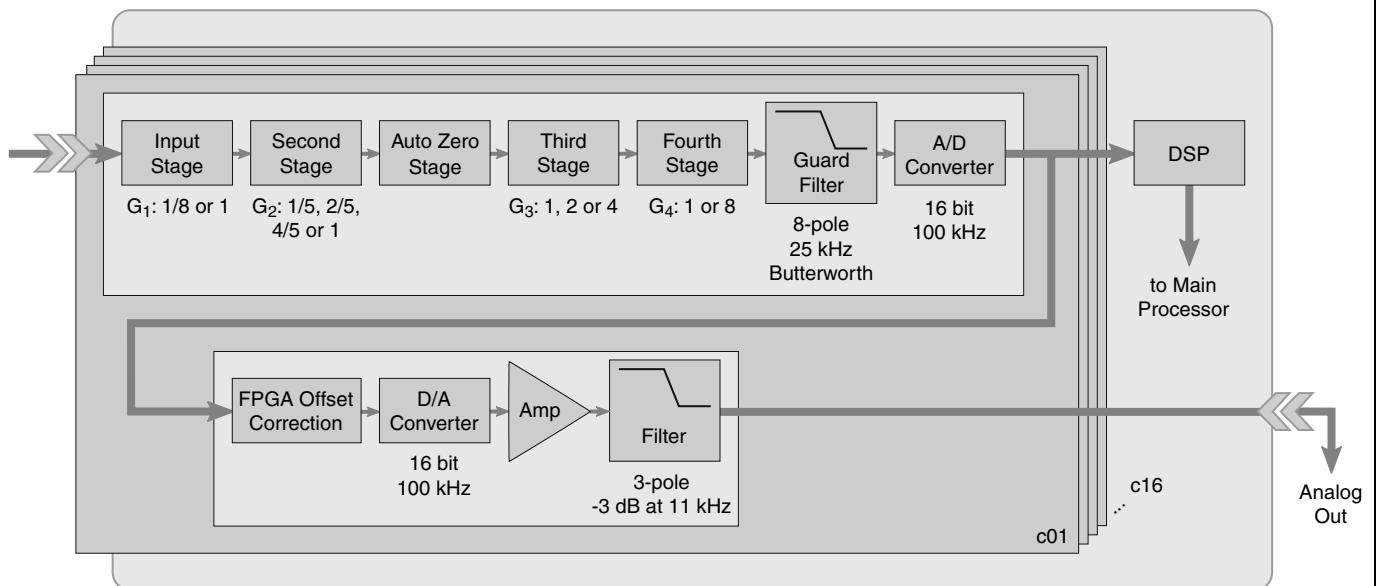 Input
Stage
Second
Stage
Auto Zero
Stage
Third
Stage
Fourth
Stage
Guard
Filter
A/D
Converter
DSP
G1: 1/8 or 1
G2: 1/5, 2/5,
4/5 or 1
G3: 1, 2 or 4
G4: 1 or 8
8-pole
25 kHz
Butterworth
16 bit
100 kHz
to Main
Processor
FPGA Offset
Correction
D/A
Converter
Amp
Filter
16 bit
100 kHz
3-pole
-3 dB at 11 kHz
c01
... c16
Analog
Out